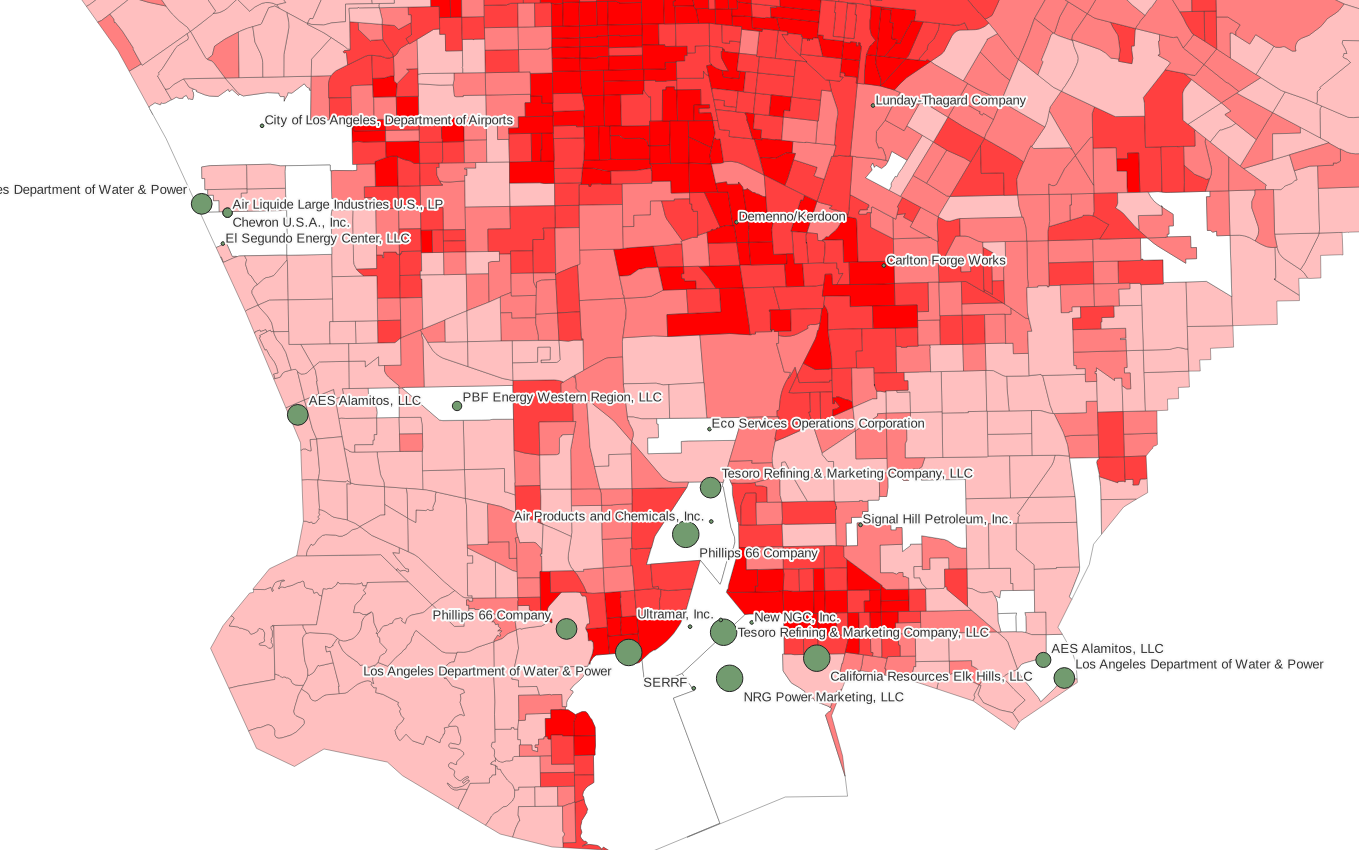 Lunday-Thagard Company
City of Los Angeles, Department of Airports
es Department of Water & Power
Air Liquide Large Industries U.S., LP
Demenno/Kerdoon
Chevron U.S.A., Inc.
El Segundo Energy Center, LLC
Carlton Forge Works
AES Alamitos, LLC
PBF Energy Western Region, LLC
Eco Services Operations Corporation
Tesoro Refining & Marketing Company, LLC
Air Products and Chemicals, Inc.
Signal Hill Petroleum, Inc.
Phillips 66 Company
Phillips 66 Company
Ultramar, Inc.
New NGC, Inc.
Tesoro Refining & Marketing Company, LLC
AES Alamitos, LLC
Los Angeles Department of Water & Power
Los Angeles Department of Water & Power
California Resources Elk Hills, LLC
SERRF
NRG Power Marketing, LLC